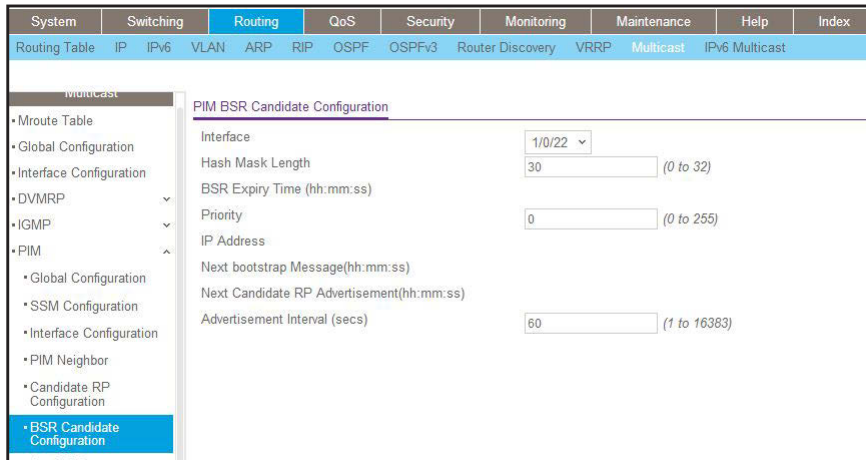 System Switching Routing QoS Security Monitoring Maintenance Help Index
Routing Table IP IPv6 VLAN ARP RIP OSPF OSPFv3 Router Discovery VRRP Multicast IPv6 Multicast
Multicast
Mroute Table
Global Configuration
Interface Configuration
DVMRP
IGMP
PIM
Global Configuration
SSM Configuration
Interface Configuration
PIM Neighbor
Candidate RP
Configuration
BSR Candidate
Configuration
PIM BSR Candidate Configuration
Interface 1/0/22
Hash Mask Length 30 (0 to 32)
BSR Expiry Time (hh:mm:ss)
Priority 0 (0 to 255)
IP Address
Next bootstrap Message(hh:mm:ss)
Next Candidate RP Advertisement(hh:mm:ss)
Advertisement Interval (secs) 60 (1 to 16383)